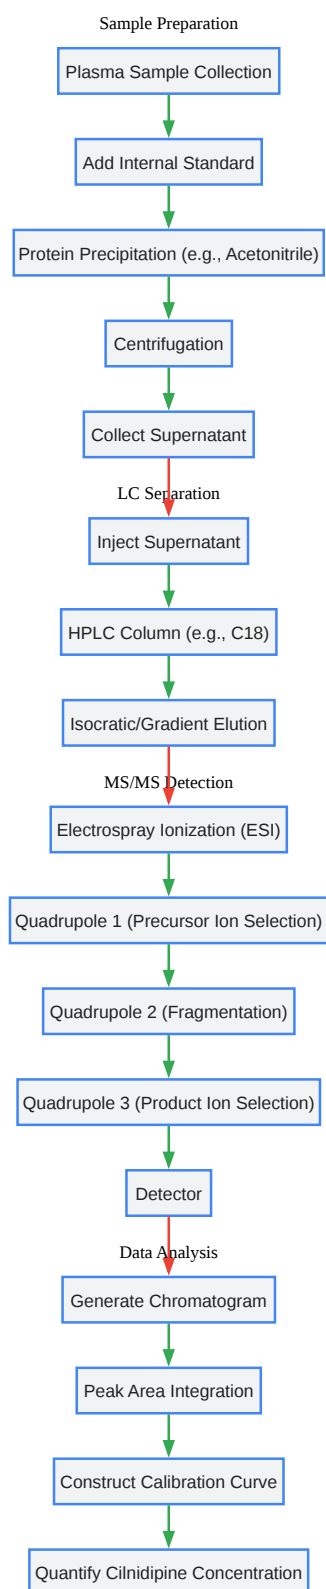 Sample Preparation
Plasma Sample Collection
Add Internal Standard
Protein Precipitation (e.g., Acetonitrile)
Centrifugation
Collect Supernatant
LC Separation
Inject Supernatant
HPLC Column (e.g., C18)
Isocratic/Gradient Elution
MS/MS Detection
Electrospray Ionization (ESI)
Quadrupole 1 (Precursor Ion Selection)
Quadrupole 2 (Fragmentation)
Quadrupole 3 (Product Ion Selection)
Detector
Data Analysis
Generate Chromatogram
Peak Area Integration
Construct Calibration Curve
Quantify Cilnidipine Concentration